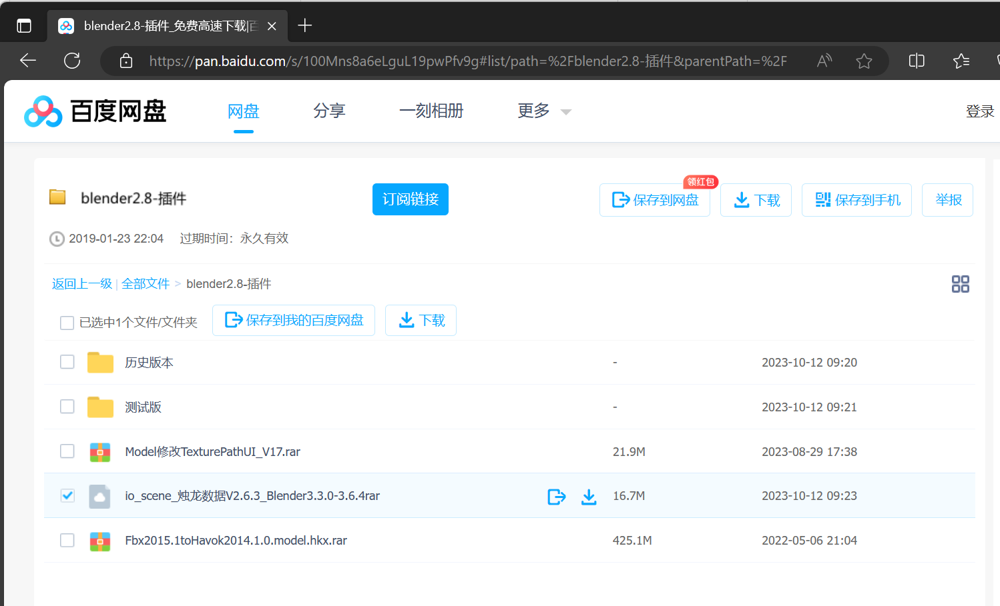 blender2.8-插件_免费高速下载|百
https://pan.baidu.com/s/100Mns8a6eLguL19pwPfv9g#list/path=%2Fblender2.8-插件&parentPath=%2F
百度网盘 网盘 分享 一刻相册 更多 登录
blender2.8-插件 订阅链接 保存到网盘 领红包 下载 保存到手机 举报
2019-01-23 22:04 过期时间：永久有效
返回上一级 | 全部文件 > blender2.8-插件
已选中1个文件/文件夹 保存到我的百度网盘 下载
历史版本 - 2023-10-12 09:20
测试版 - 2023-10-12 09:21
Model修改TexturePathUI_V17.rar 21.9M 2023-08-29 17:38
io_scene_烛龙数据V2.6.3_Blender3.3.0-3.6.4rar 16.7M 2023-10-12 09:23
Fbx2015.1toHavok2014.1.0.model.hkx.rar 425.1M 2022-05-06 21:04